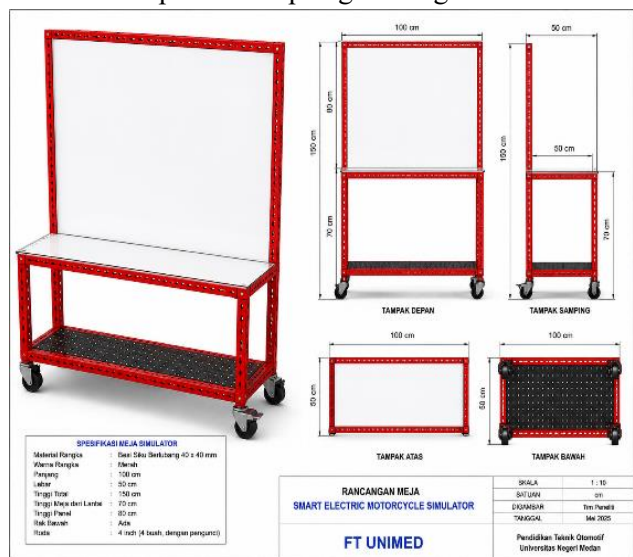 100 cm
50 cm
150 cm
80 cm
70 cm
150 cm
50 cm
70 cm
TAMPAK DEPAN
TAMPAK SAMPING
100 cm
100 cm
50 cm
TAMPAK ATAS
TAMPAK BAWAH
SPESIFIKASI MEJA SIMULATOR
Material Rangka : Besi Siku Berlubang 40 x 40 mm
Warna Rangka : Merah
Panjang : 100 cm
Lebar : 50 cm
Tinggi Total : 150 cm
Tinggi Meja dari Lantai : 70 cm
Tinggi Panel : 80 cm
Rak Bawah : Ada
Roda : 4 inch (4 buah, dengan pengunci)
RANCANGAN MEJA
SMART ELECTRIC MOTORCYCLE SIMULATOR
FT UNIMED
SKALA 1 : 10
SATUAN cm
DIGAMBAR Tim Peneliti
TANGGAL Mei 2025
Pendidikan Teknik Otomotif
Universitas Negeri Medan